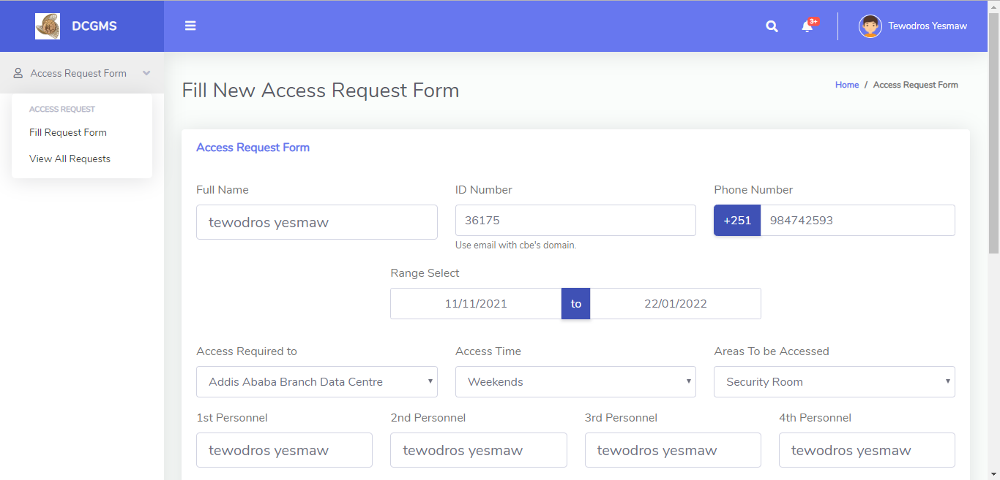 DCGMS
3+
Tewodros Yesmaw
Access Request Form
ACCESS REQUEST
Fill Request Form
View All Requests
Fill New Access Request Form
Home / Access Request Form
Access Request Form
Full Name ID Number Phone Number
tewodros yesmaw 36175 +251 984742593
Use email with cbe's domain.
Range Select
11/11/2021 to 22/01/2022
Access Required to Access Time Areas To be Accessed
Addis Ababa Branch Data Centre Weekends Security Room
1st Personnel 2nd Personnel 3rd Personnel 4th Personnel
tewodros yesmaw tewodros yesmaw tewodros yesmaw tewodros yesmaw